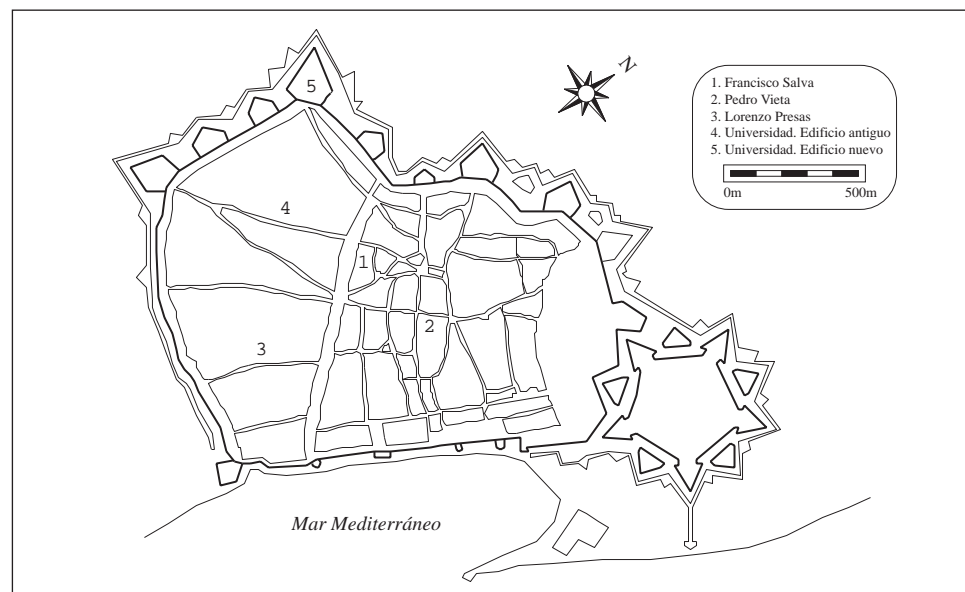 5
N
1. Francisco Salva
2. Pedro Vieta
3. Lorenzo Presas
4. Universidad. Edificio antiguo
5. Universidad. Edificio nuevo
0m 500m
4
1
2
3
Mar Mediterráneo